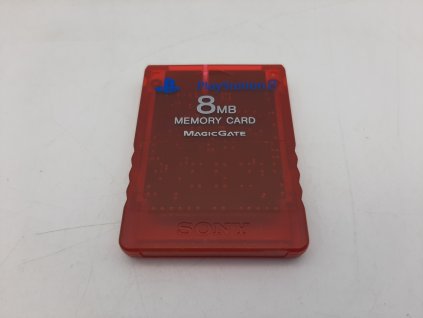 PlayStation 2
8MB
MEMORY CARD
MAGICGATE
SONY